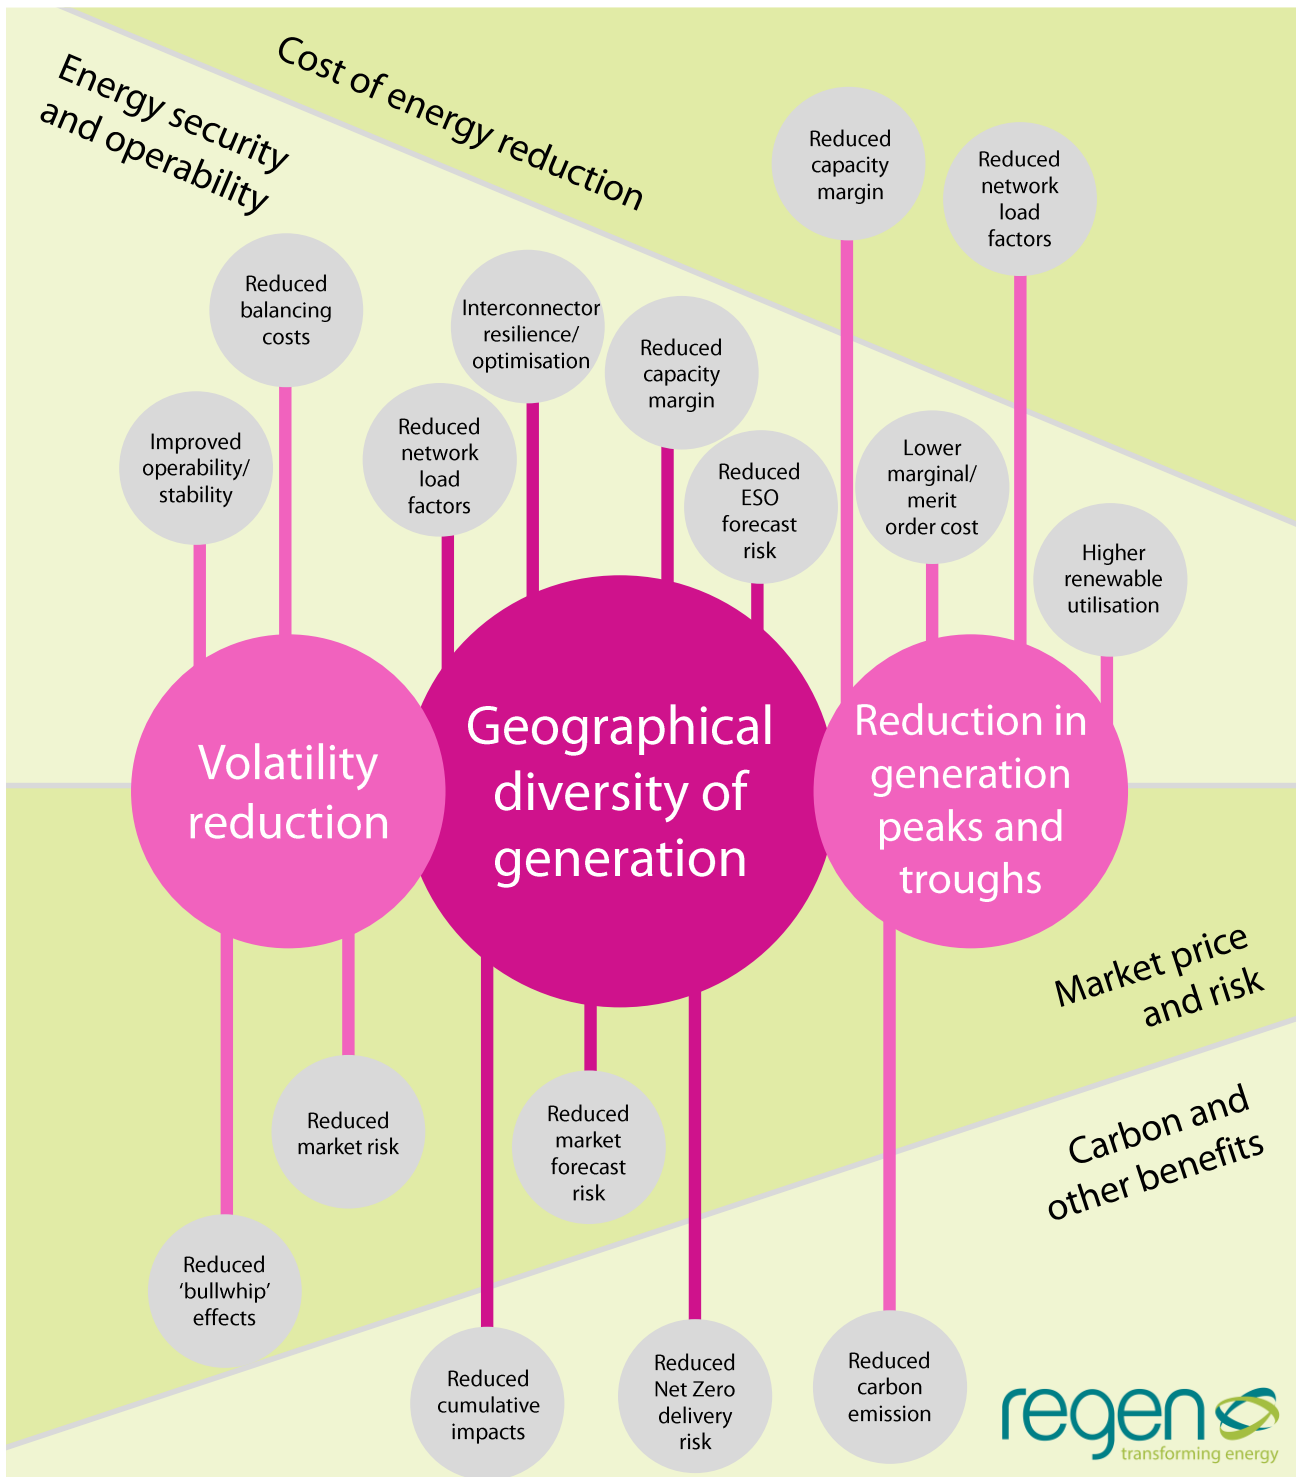 Cost of energy reduction
Energy security
and operability
Reduced
capacity
margin
Reduced
network
load
factors
Reduced
balancing
costs
Interconnector
resilience/
optimisation
Reduced
capacity
margin
Improved
operability/
stability
Reduced
network
load
factors
Reduced
ESO
forecast
risk
Lower
marginal/
merit
order cost
Higher
renewable
utilisation
Volatility
reduction
Geographical
diversity of
generation
Reduction in
generation
peaks and
troughs
Market price
and risk
Carbon and
other benefits
Reduced
market risk
Reduced
market
forecast
risk
Reduced
‘bullwhip’
effects
Reduced
cumulative
impacts
Reduced
Net Zero
delivery
risk
Reduced
carbon
emission
regen
transforming energy